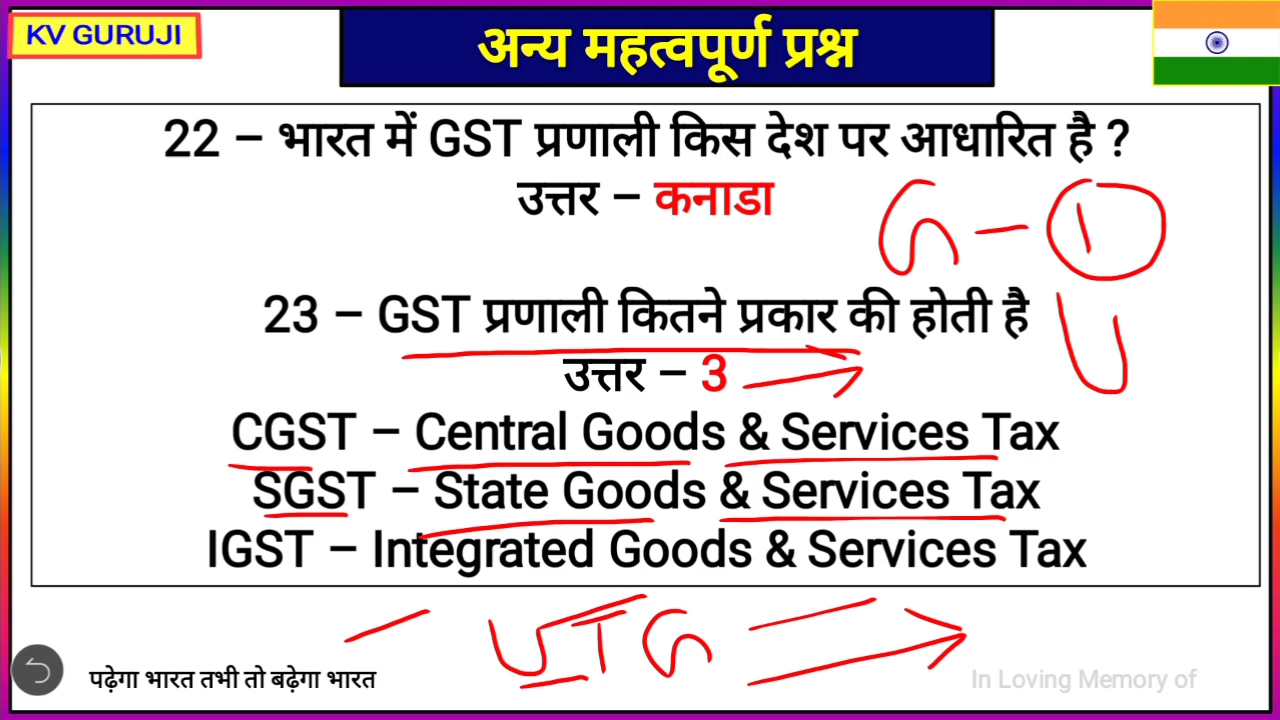 KV GURUJI
अन्य महत्वपूर्ण प्रश्न
22 – भारत में GST प्रणाली किस देश पर आधारित है ?
उत्तर – कनाडा
G – 1
23 – GST प्रणाली कितने प्रकार की होती है
उत्तर – 3
CGST – Central Goods & Services Tax
SGST – State Goods & Services Tax
IGST – Integrated Goods & Services Tax
UTG
पढ़ेगा भारत तभी तो बढ़ेगा भारत
In Loving Memory of